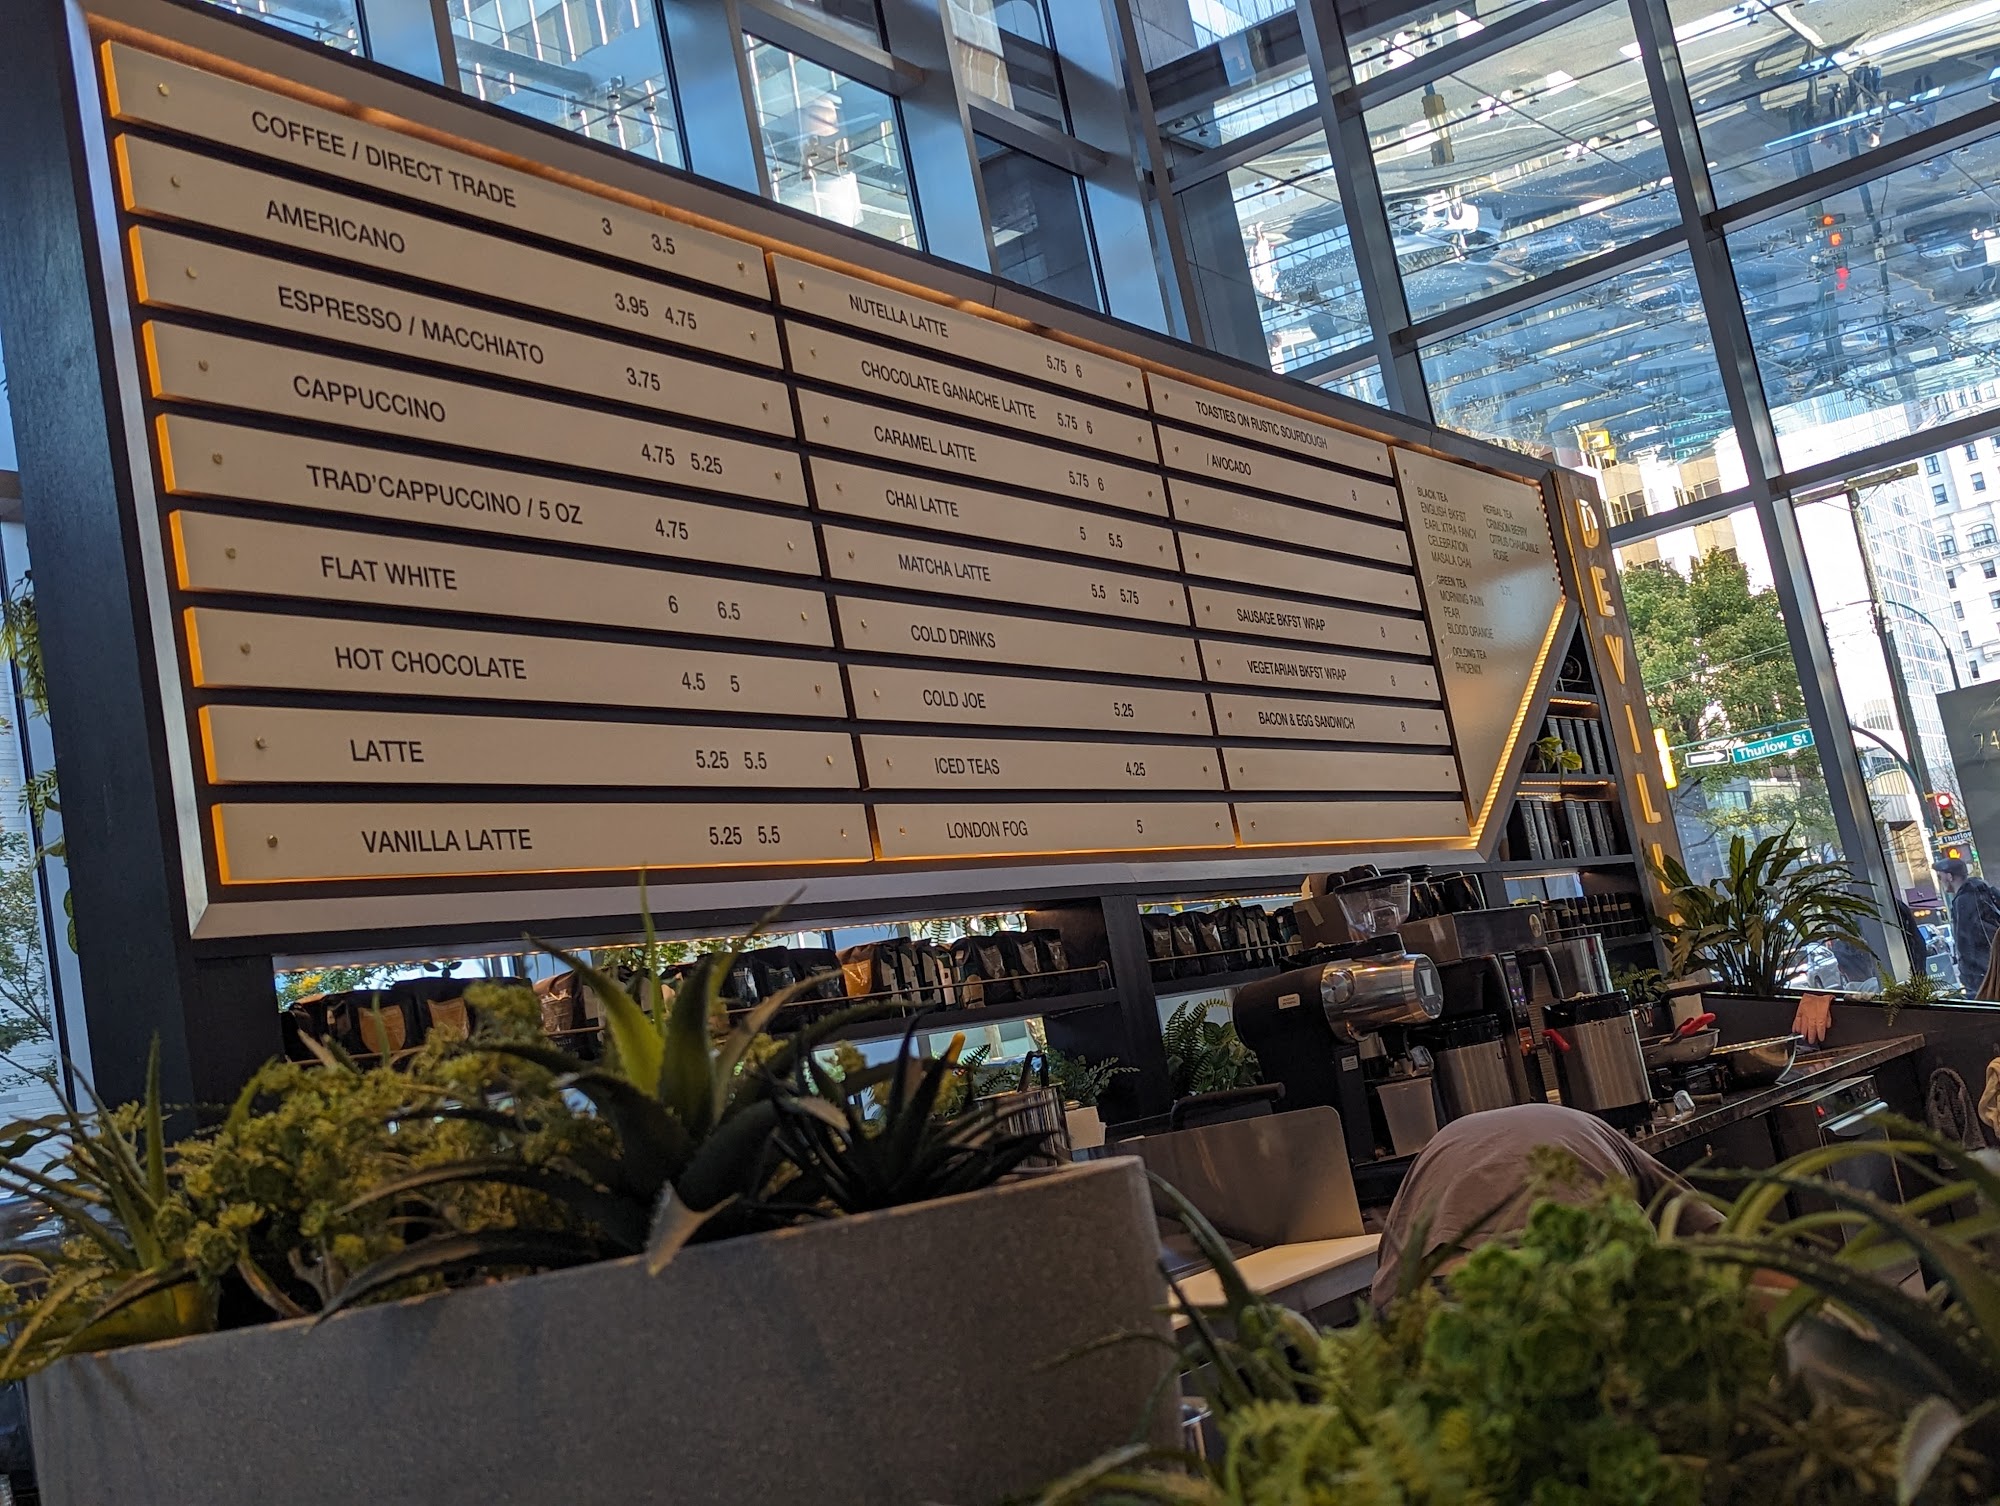 COFFEE / DIRECT TRADE 3 3.5
AMERICANO 3.95 4.75
ESPRESSO / MACCHIATO 3.75
CAPPUCCINO 4.75 5.25
TRAD'CAPPUCCINO / 5 OZ 4.75
FLAT WHITE 6 6.5
HOT CHOCOLATE 4.5 5
LATTE 5.25 5.5
VANILLA LATTE 5.25 5.5
NUTELLA LATTE 5.75 6
CHOCOLATE GANACHE LATTE 5.75 6
CARAMEL LATTE 5.75 6
CHAI LATTE 5 5.5
MATCHA LATTE 5.5 5.75
COLD DRINKS
COLD JOE 5.25
ICED TEAS 4.25
LONDON FOG 5
TOASTIES ON RUSTIC SOURDOUGH
/ AVOCADO 8
SAUSAGE BKFST WRAP 8
VEGETARIAN BKFST WRAP 8
BACON & EGG SANDWICH 8
BLACK TEA
ENGLISH BKFST
EARL XTRA FANCY
CELEBRATION
MASALA CHAI
GREEN TEA
MORNING RAIN
PEAR
BLOOD ORANGE
OOLONG TEA
PHOENIX
HERBAL TEA
CRIMSON BERRY
CITRUS CHAMOMILE
ROSIE
DEVILL
Thurlow St
Thurlow